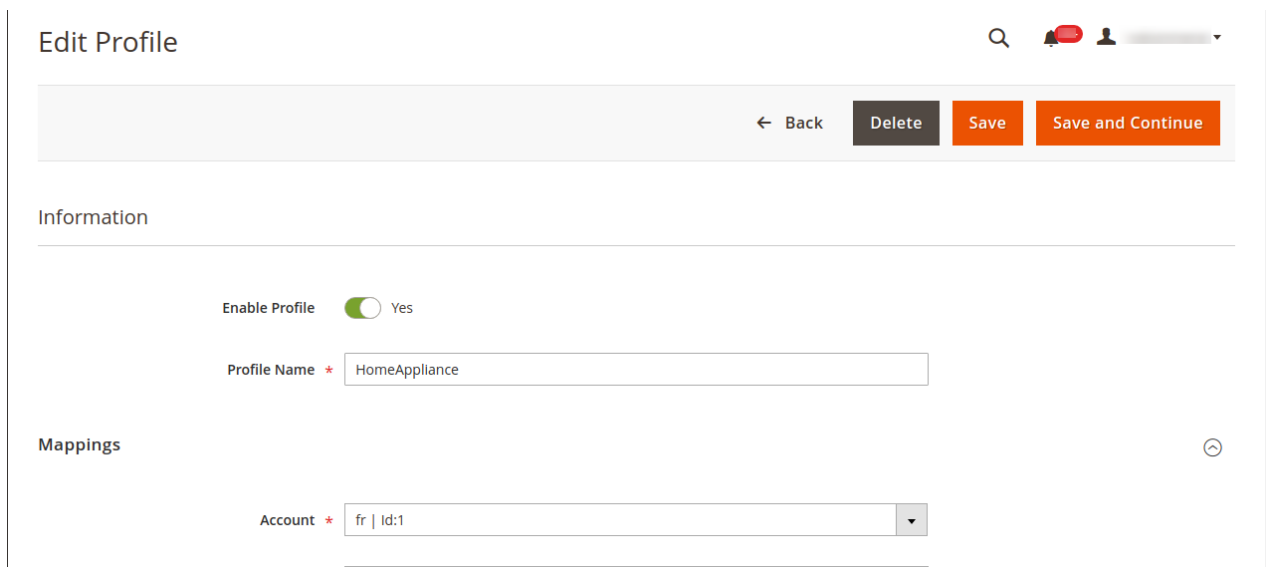 Edit Profile
← Back Delete Save Save and Continue
Information
Enable Profile Yes
Profile Name * HomeAppliance
Mappings
Account * fr | Id:1